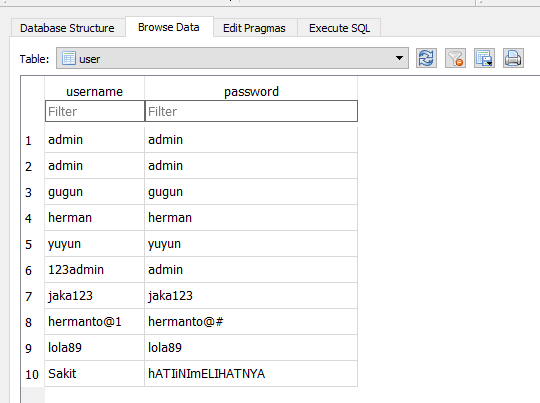 Database Structure Browse Data Edit Pragmas Execute SQL
Table: user
username password
Filter Filter
1 admin admin
2 admin admin
3 gugun gugun
4 herman herman
5 yuyun yuyun
6 123admin admin
7 jaka123 jaka123
8 hermanto@1 hermanto@#
9 lola89 lola89
10 Sakit hATIiNImELIHATNYA